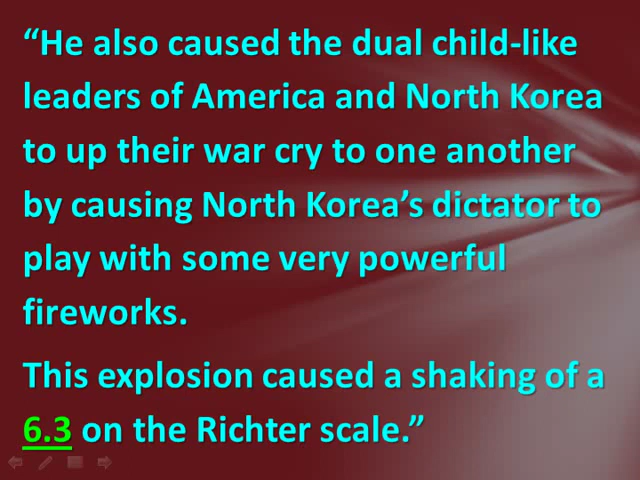 “He also caused the dual child-like
leaders of America and North Korea
to up their war cry to one another
by causing North Korea’s dictator to
play with some very powerful
fireworks.
This explosion caused a shaking of a
6.3 on the Richter scale.”